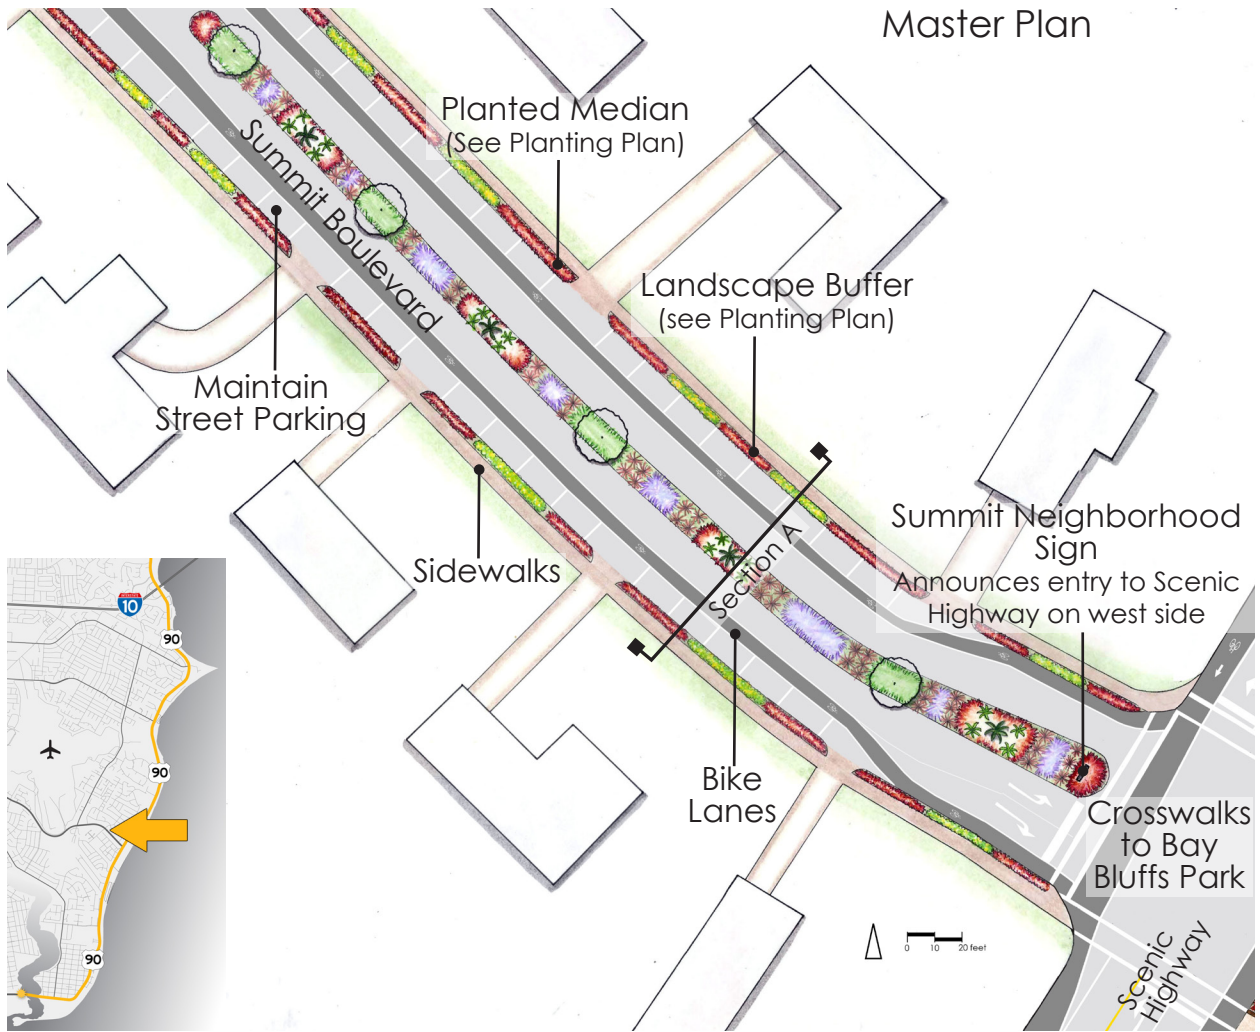 Master Plan
Planted Median
(See Planting Plan)
Summit Boulevard
Landscape Buffer
(see Planting Plan)
Maintain
Street Parking
Section A
Summit Neighborhood
Sign
Announces entry to Scenic
Highway on west side
Sidewalks
Bike
Lanes
Crosswalks
to Bay
Bluffs Park
Scenic
Highway
0 10 20 feet
10
90
90
90